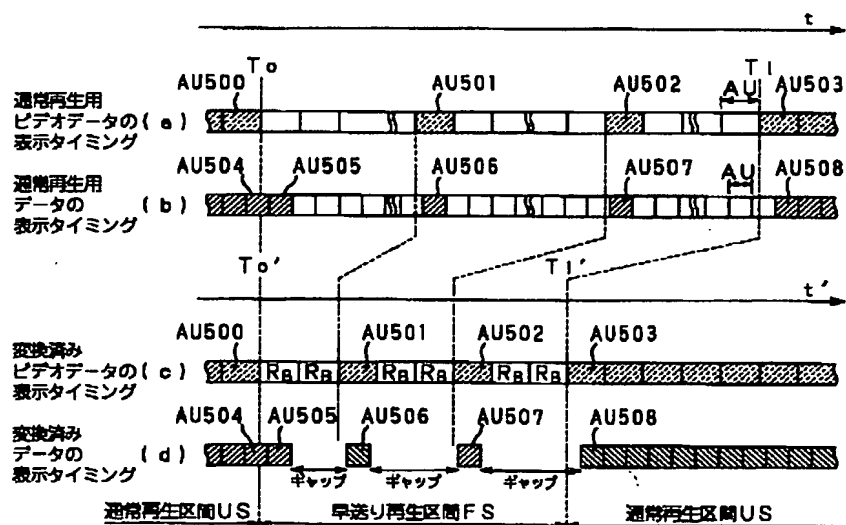 t
To T1
AU500 AU501 AU502 AU AU503
通常再生用
ビデオデータの(a)
表示タイミング
AU504 AU505 AU506 AU507 AU AU508
通常再生用
データの (b)
表示タイミング
To' T1'
t'
AU500 AU501 AU502 AU503
変換済み
ビデオデータの(c) RB RB RB RB RB RB
表示タイミング
AU504 AU505 AU506 AU507 AU508
変換済み
データの (d)
表示タイミング
ギャップ ギャップ ギャップ
通常再生区間US 早送り再生区間FS 通常再生区間US